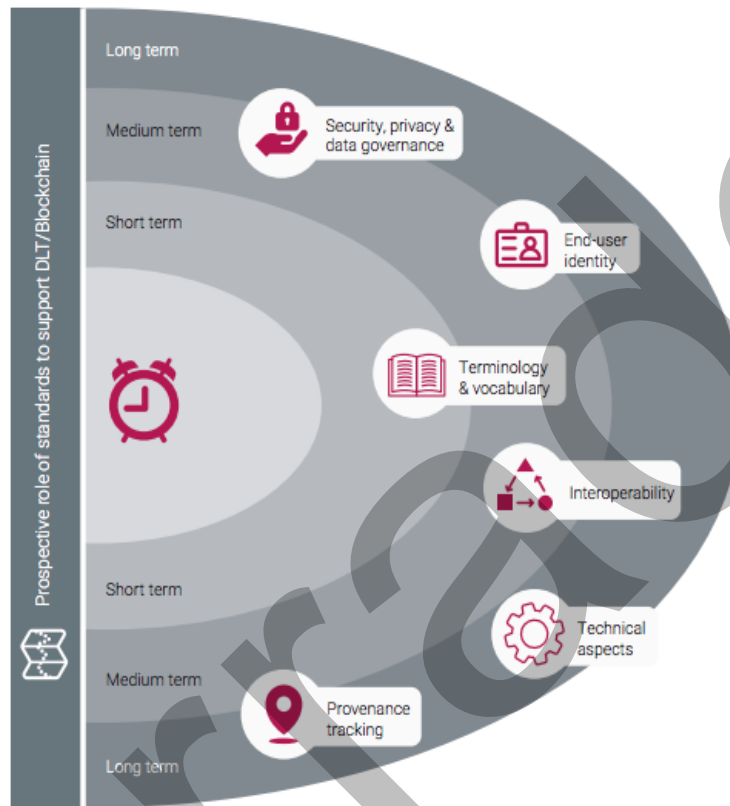 Prospective role of standards to support DLT/Blockchain
Long term
Medium term
Security, privacy &
data governance
Short term
End-user
identity
Terminology
& vocabulary
Interoperability
Short term
Technical
aspects
Medium term
Provenance
tracking
Long term